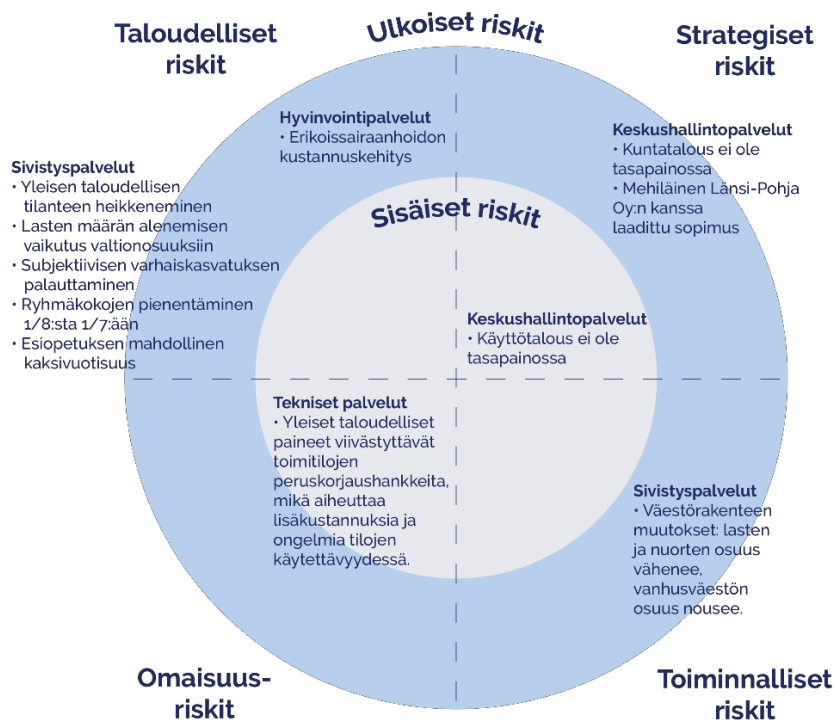 Taloudelliset
riskit
Ulkoiset riskit
Strategiset
riskit
Hyvinvointipalvelut
• Erikoissairaanhoidon
kustannuskehitys
Keskushallintopalvelut
• Kuntatalous ei ole
tasapainossa
• Mehiläinen Länsi-Pohja
Oy:n kanssa
laadittu sopimus
Sivistyspalvelut
• Yleisen taloudellisen
tilanteen heikkeneminen
• Lasten määrän alenemisen
vaikutus valtionosuuksiin
• Subjektiivisen varhaiskasvatuksen
palauttaminen
• Ryhmäkokojen pienentäminen
1/8:sta 1/7:ään
• Esiopetuksen mahdollinen
kaksivuotisuus
Sisäiset riskit
Keskushallintopalvelut
• Käyttötalous ei ole
tasapainossa
Tekniset palvelut
• Yleiset taloudelliset
paineet viivästyttävät
toimitilojen
peruskorjaushankkeita,
mikä aiheuttaa
lisäkustannuksia ja
ongelmia tilojen
käytettävyydessä.
Sivistyspalvelut
• Väestörakenteen
muutokset: lasten
ja nuorten osuus
vähenee,
vanhusväestön
osuus nousee.
Omaisuus-
riskit
Toiminnalliset
riskit